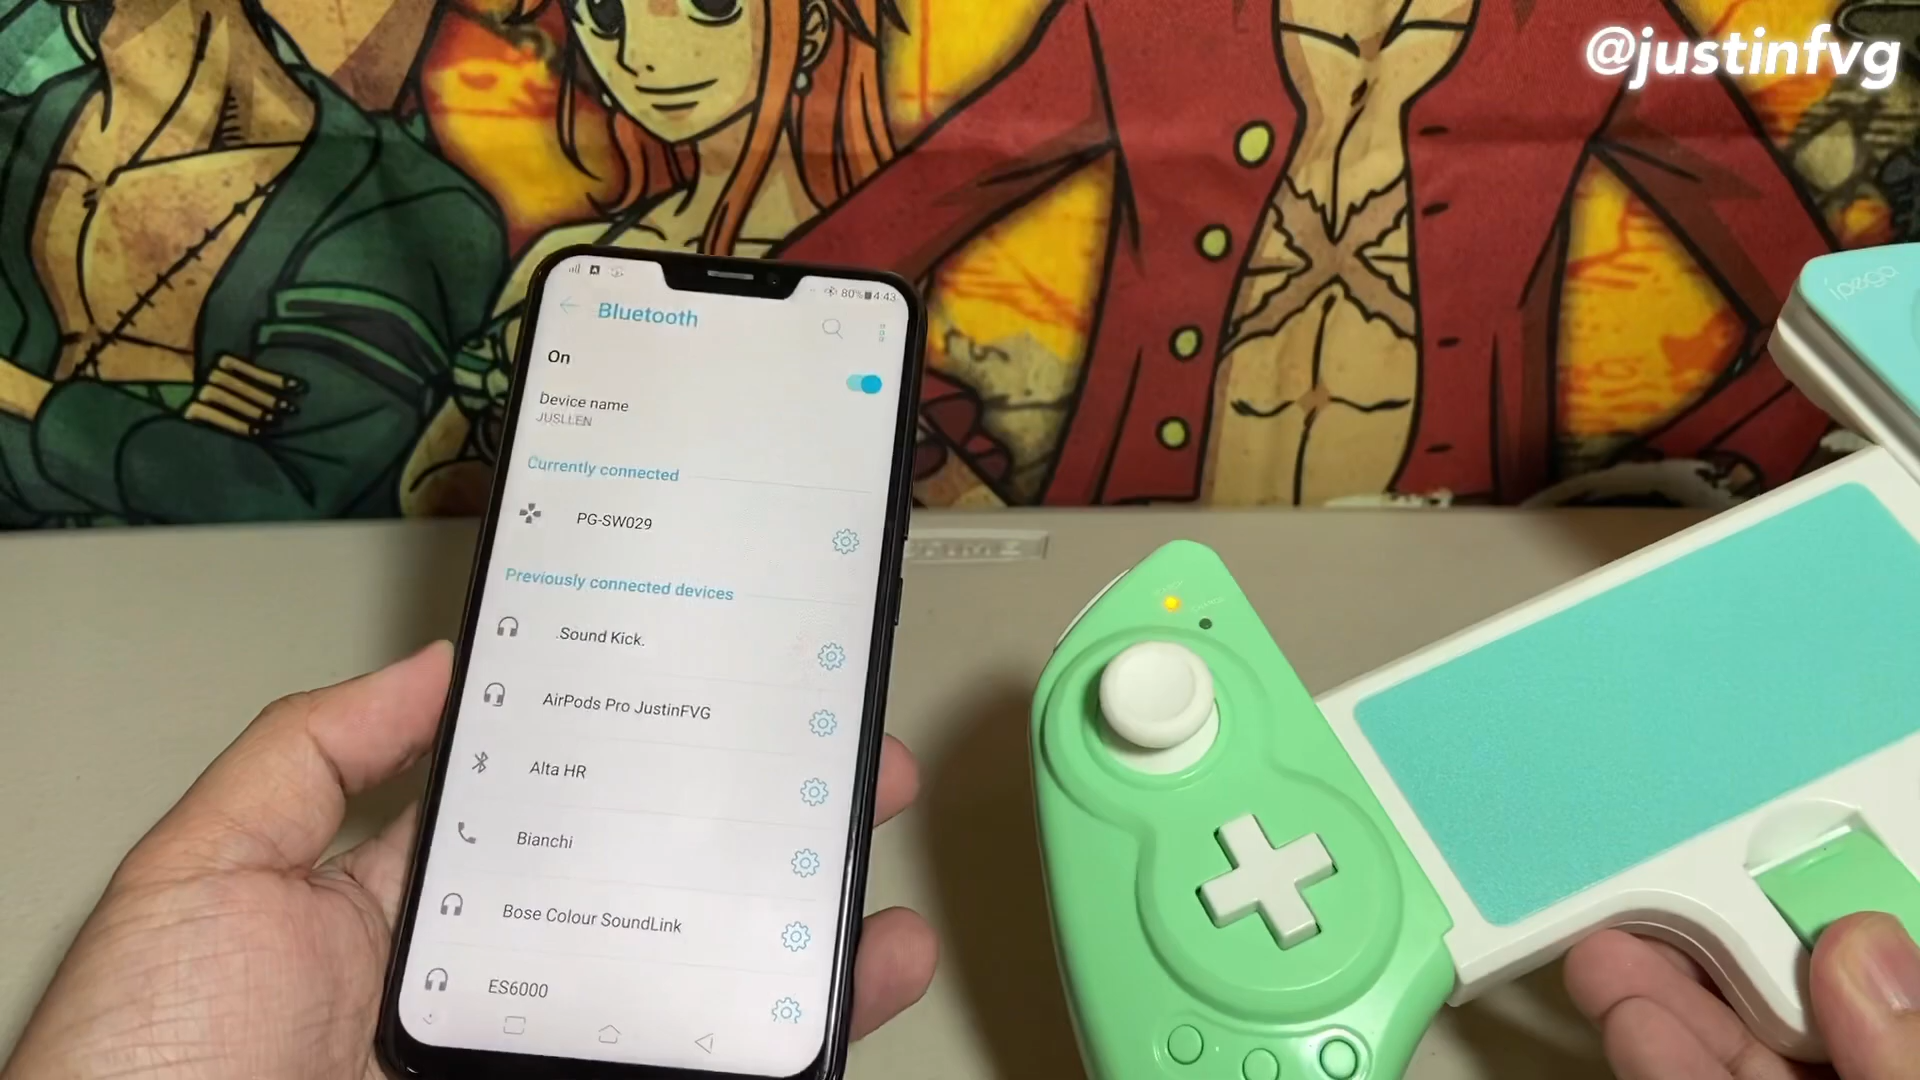 @justinfvg
80% 4:43
Bluetooth
On
Device name
JUSLLEN
Currently connected
PG-SW029
Previously connected devices
.Sound Kick.
AirPods Pro JustinFVG
Alta HR
Bianchi
Bose Colour SoundLink
ES6000
ipega